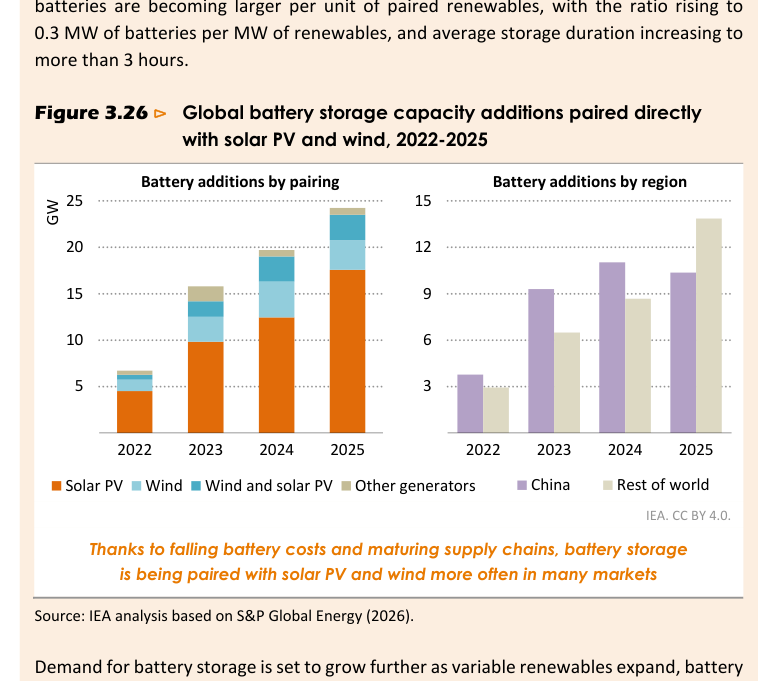 batteries are becoming larger per unit of paired renewables, with the ratio rising to
0.3 MW of batteries per MW of renewables, and average storage duration increasing to
more than 3 hours.
Figure 3.26 ▷ Global battery storage capacity additions paired directly
with solar PV and wind, 2022-2025
Battery additions by pairing
GW
25
20
15
10
5
2022 2023 2024 2025
Solar PV Wind Wind and solar PV Other generators
Battery additions by region
15
12
9
6
3
2022 2023 2024 2025
China Rest of world
IEA. CC BY 4.0.
Thanks to falling battery costs and maturing supply chains, battery storage
is being paired with solar PV and wind more often in many markets
Source: IEA analysis based on S&P Global Energy (2026).
Demand for battery storage is set to grow further as variable renewables expand, battery